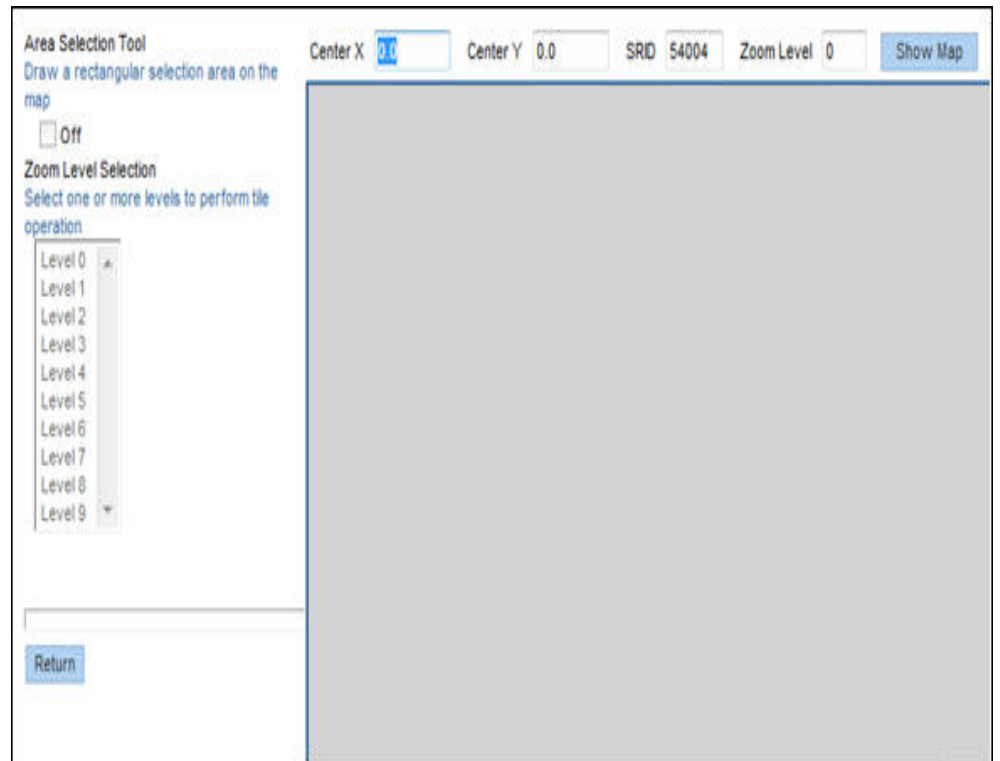 Area Selection Tool
Draw a rectangular selection area on the
map
Off
Zoom Level Selection
Select one or more levels to perform tile
operation
Level 0
Level 1
Level 2
Level 3
Level 4
Level 5
Level 6
Level 7
Level 8
Level 9
Return
Center X 0.0 Center Y 0.0 SRID 54004 Zoom Level 0 Show Map